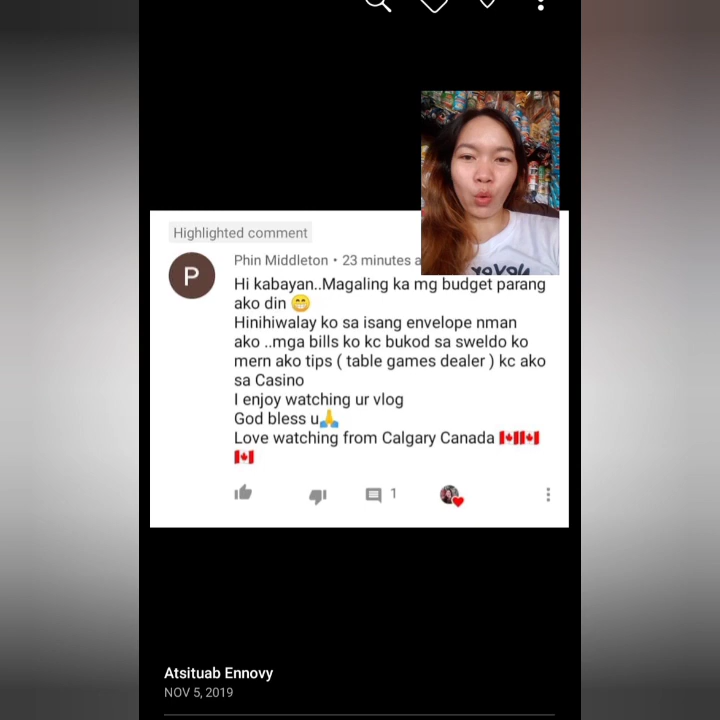 Highlighted comment
P
Phin Middleton • 23 minutes a
Hi kabayan..Magaling ka mg budget parang
ako din 😁
Hinihiwalay ko sa isang envelope nman
ako ..mga bills ko kc bukod sa sweldo ko
mern ako tips ( table games dealer ) kc ako
sa Casino
I enjoy watching ur vlog
God bless u🙏
Love watching from Calgary Canada 🇨🇦🇨🇦
🇨🇦
1
Atsituab Ennovy
NOV 5, 2019